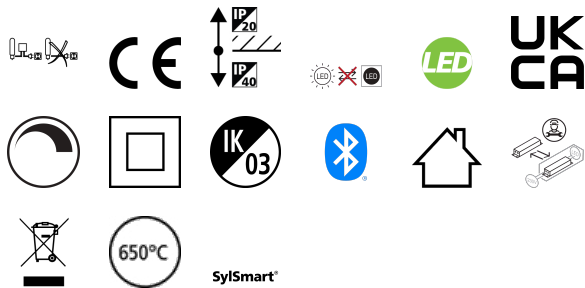 CE
IP
20
IP
40
LED
LED
LED
UK
CA
IK
03
650°C
SylSmart®